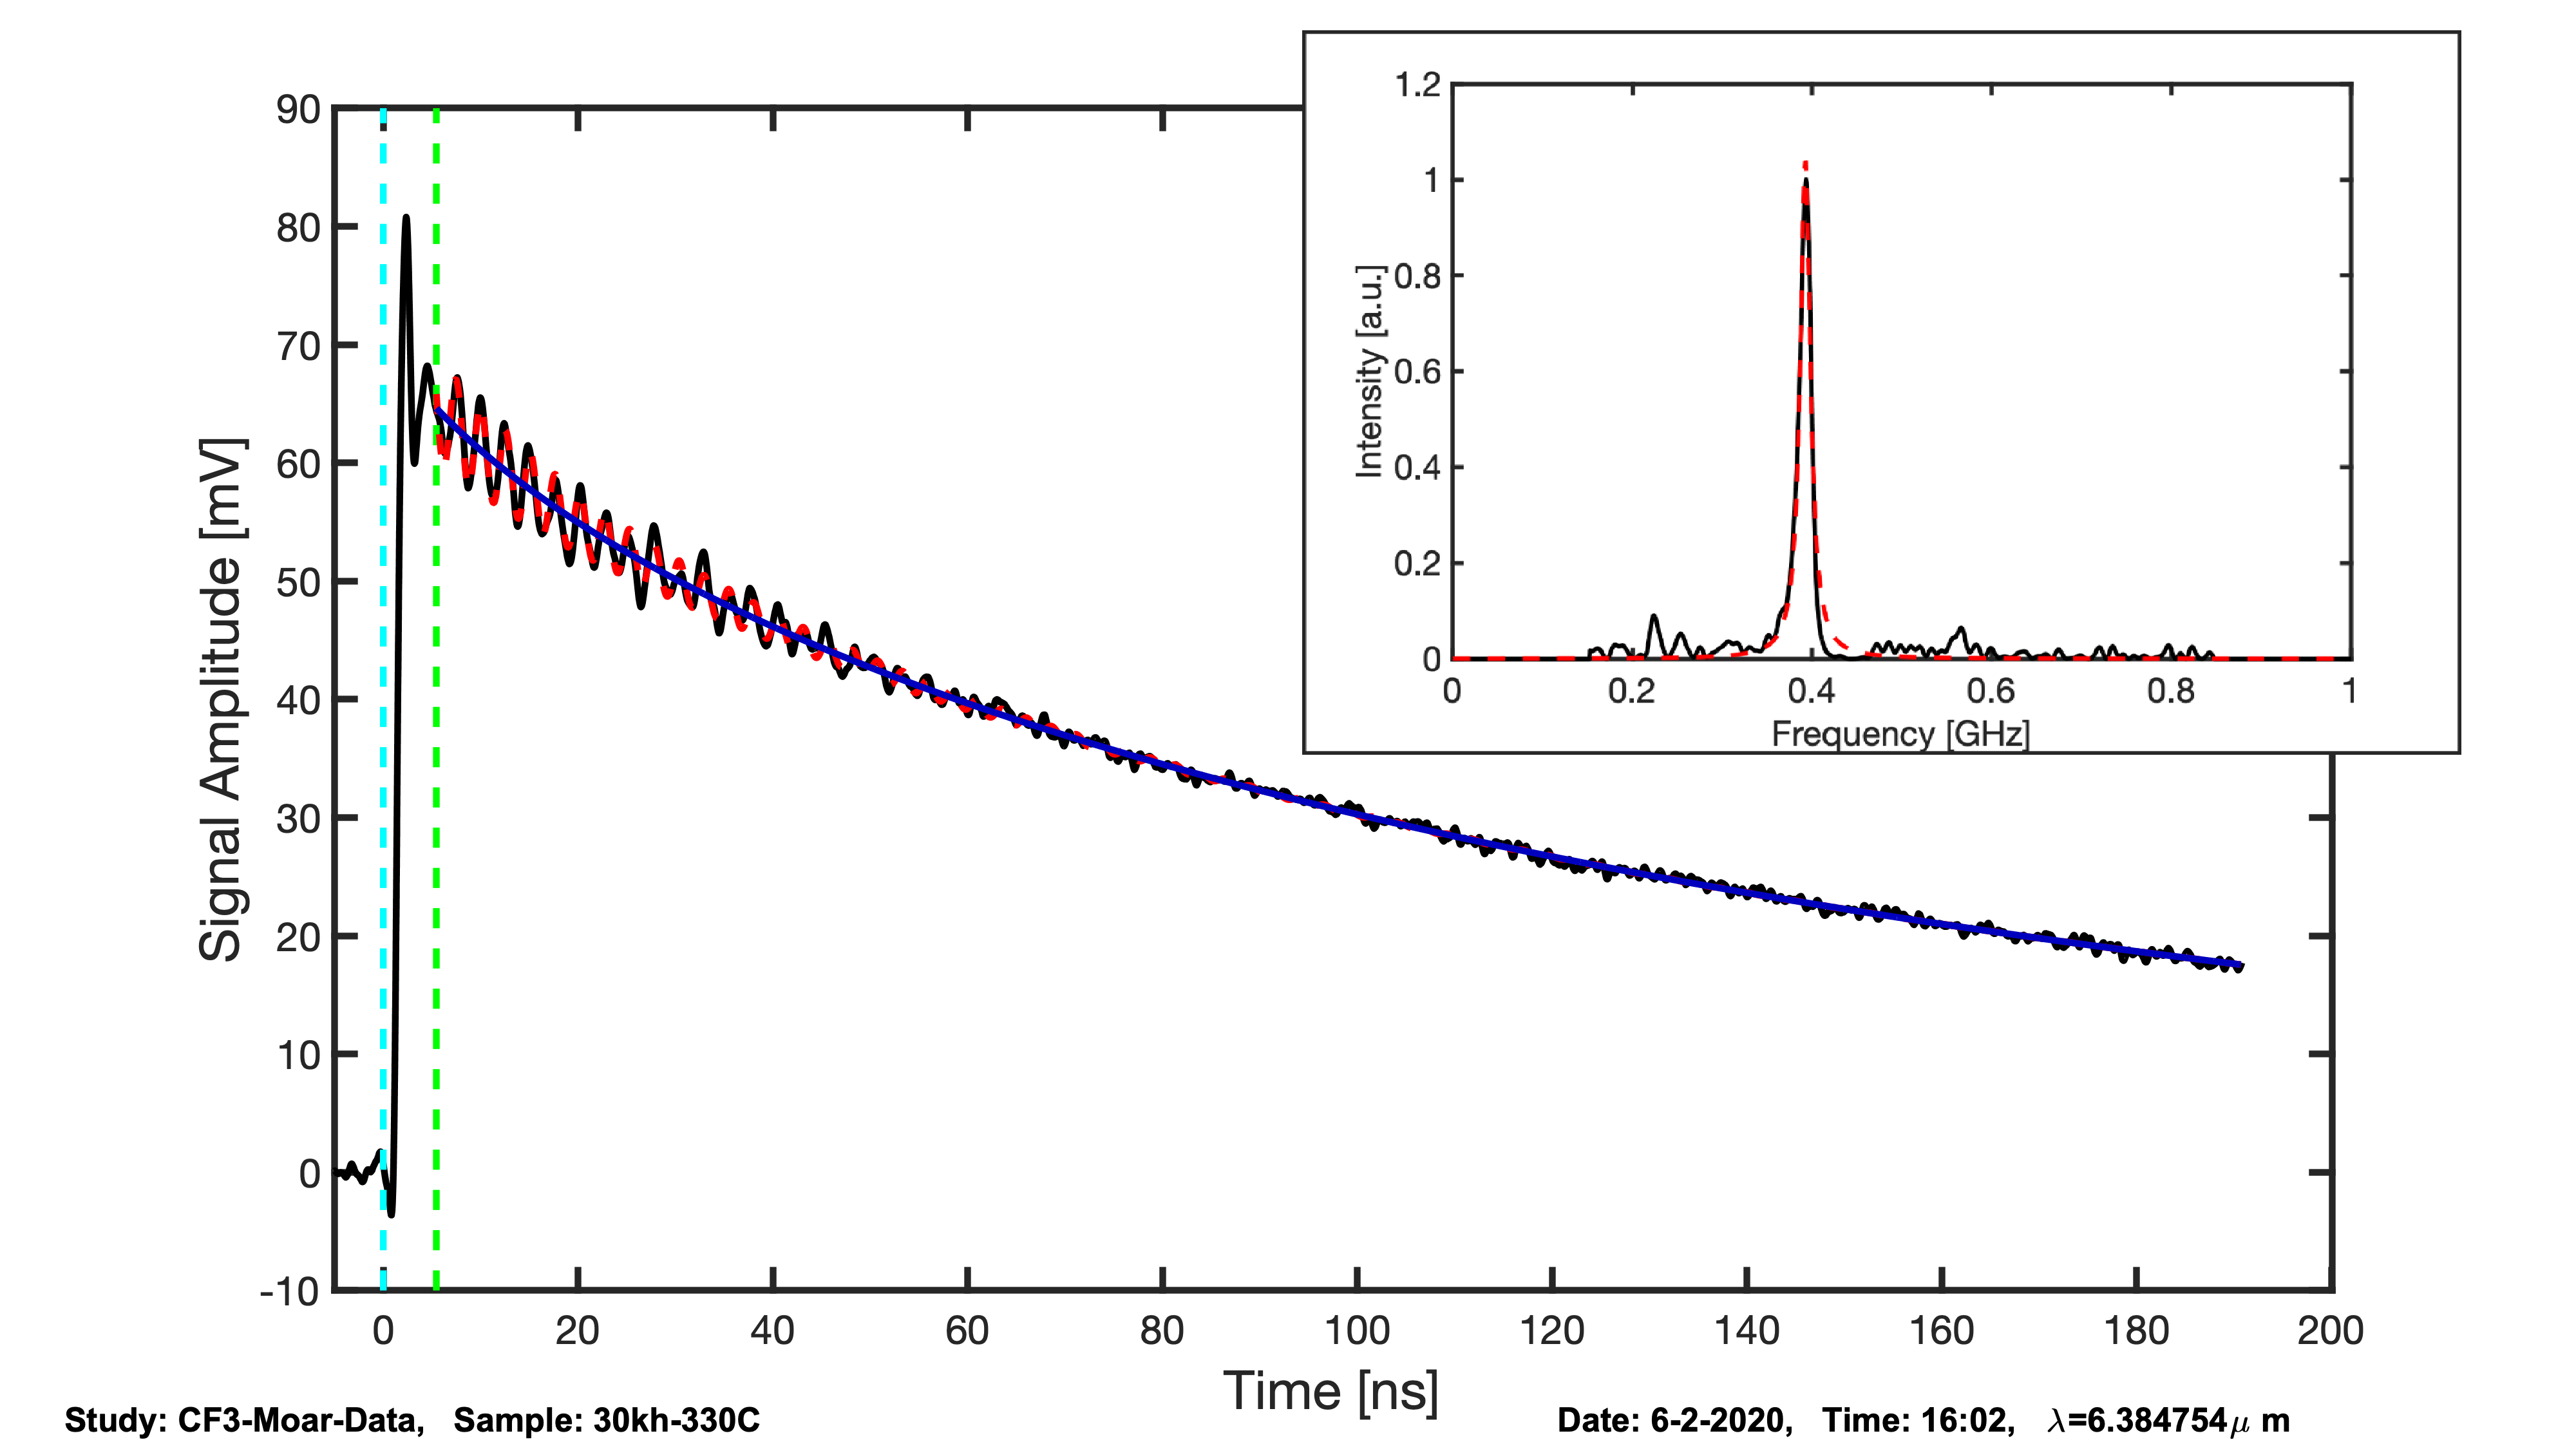 1.2
1
0.8
0.6
0.4
0.2
0
0 0.2 0.4 0.6 0.8 1
Intensity [a.u.]
Frequency [GHz]
90
80
70
60
50
40
30
20
10
0
-10
Signal Amplitude [mV]
0 20 40 60 80 100 120 140 160 180 200
Time [ns]
Study: CF3-Moar-Data, Sample: 30kh-330C
Date: 6-2-2020, Time: 16:02, λ=6.384754μ m